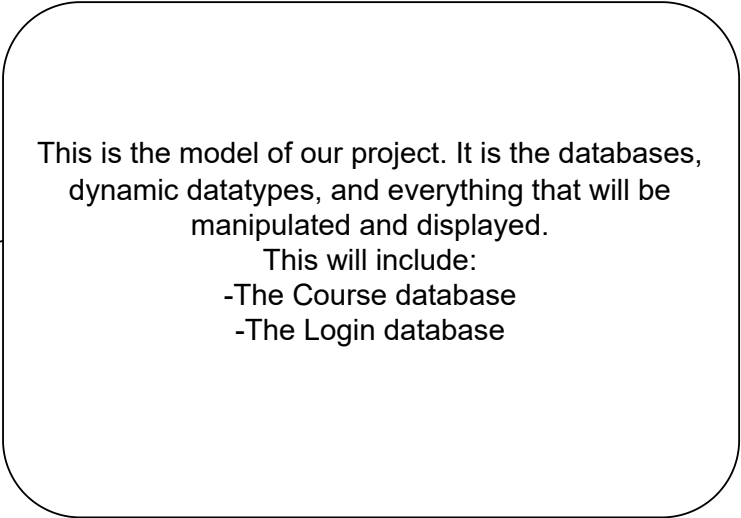 This is the model of our project. It is the databases,
dynamic datatypes, and everything that will be
manipulated and displayed.
This will include:
-The Course database
-The Login database